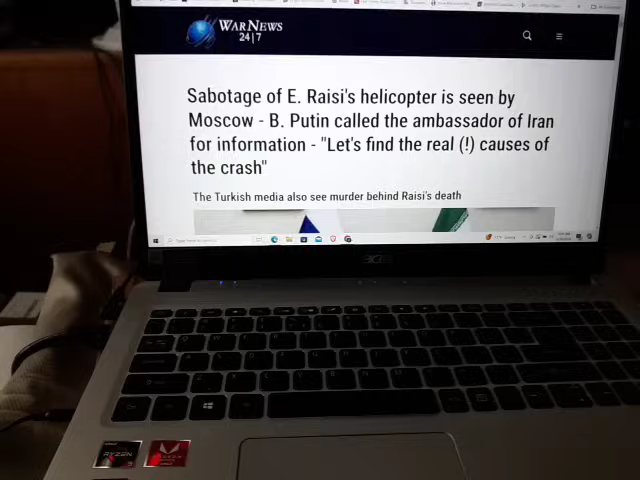 WARNEWS
24|7
Sabotage of E. Raisi's helicopter is seen by
Moscow - B. Putin called the ambassador of Iran
for information - "Let's find the real (!) causes of
the crash"
The Turkish media also see murder behind Raisi's death
acer
RYZEN